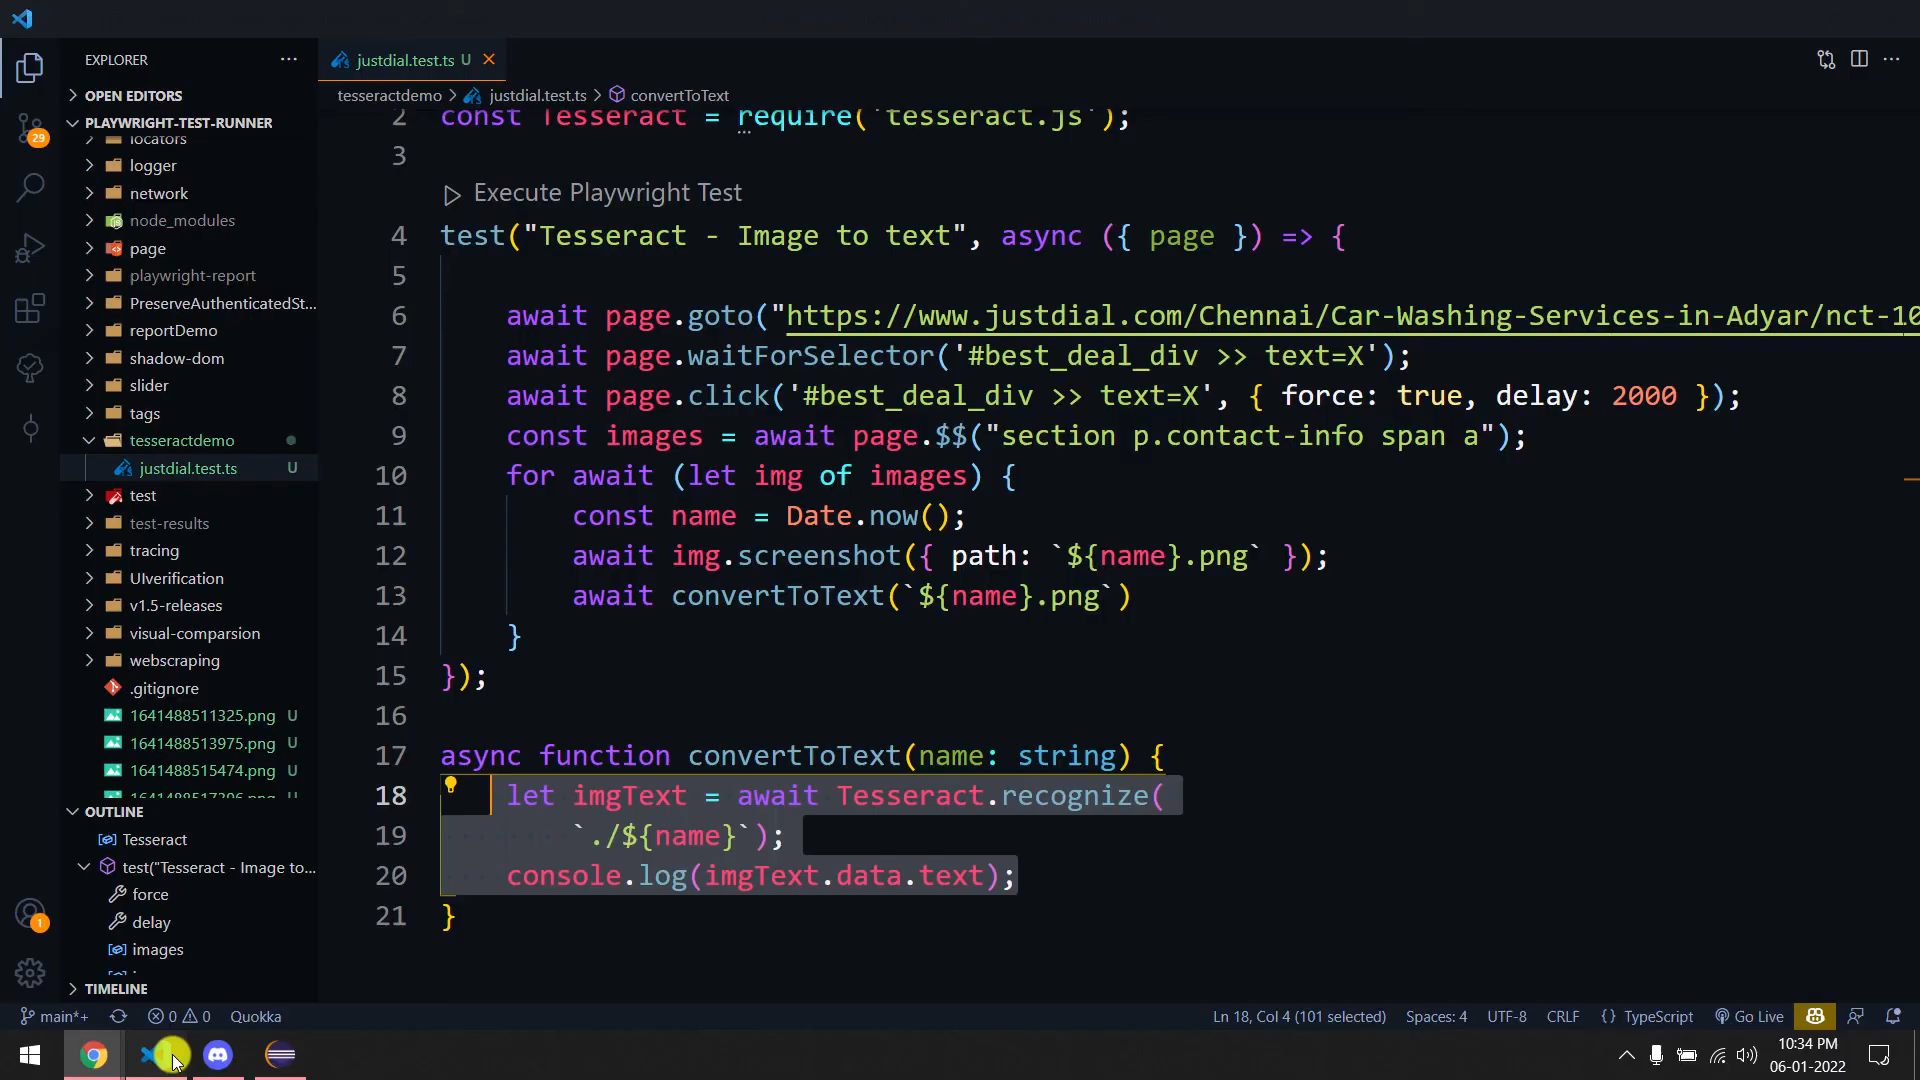 EXPLORER
OPEN EDITORS
PLAYWRIGHT-TEST-RUNNER
locators
logger
network
node_modules
page
playwright-report
PreserveAuthenticatedSt...
reportDemo
shadow-dom
slider
tags
tesseractdemo
justdial.test.ts U
test
test-results
tracing
UIverification
v1.5-releases
visual-comparsion
webscraping
.gitignore
1641488511325.png U
1641488513975.png U
1641488515474.png U
OUTLINE
Tesseract
test("Tesseract - Image to...
force
delay
images
TIMELINE
29
1
justdial.test.ts U
tesseractdemo > justdial.test.ts > convertToText
2 const Tesseract = require('tesseract.js');
3
Execute Playwright Test
4 test("Tesseract - Image to text", async ({ page }) => {
5
6 await page.goto("https://www.justdial.com/Chennai/Car-Washing-Services-in-Adyar/nct-10
7 await page.waitForSelector('#best_deal_div >> text=X');
8 await page.click('#best_deal_div >> text=X', { force: true, delay: 2000 });
9 const images = await page.$$("section p.contact-info span a");
10 for await (let img of images) {
11 const name = Date.now();
12 await img.screenshot({ path: `${name}.png` });
13 await convertToText(`${name}.png`)
14 }
15 });
16
17 async function convertToText(name: string) {
18 let imgText = await Tesseract.recognize(
19 `./${name}`);
20 console.log(imgText.data.text);
21 }
main*+ 0 0 Quokka
Ln 18, Col 4 (101 selected) Spaces: 4 UTF-8 CRLF {} TypeScript Go Live
10:34 PM
06-01-2022